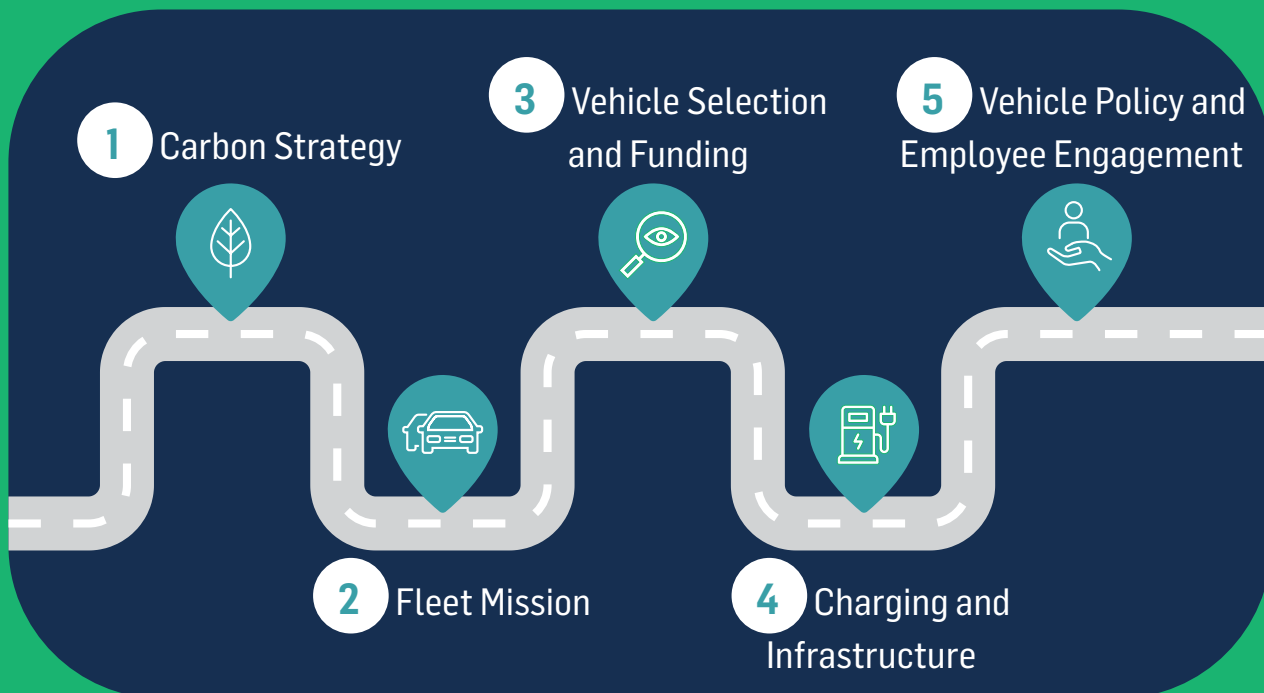 1 Carbon Strategy
2 Fleet Mission
3 Vehicle Selection
and Funding
4 Charging and
Infrastructure
5 Vehicle Policy and
Employee Engagement